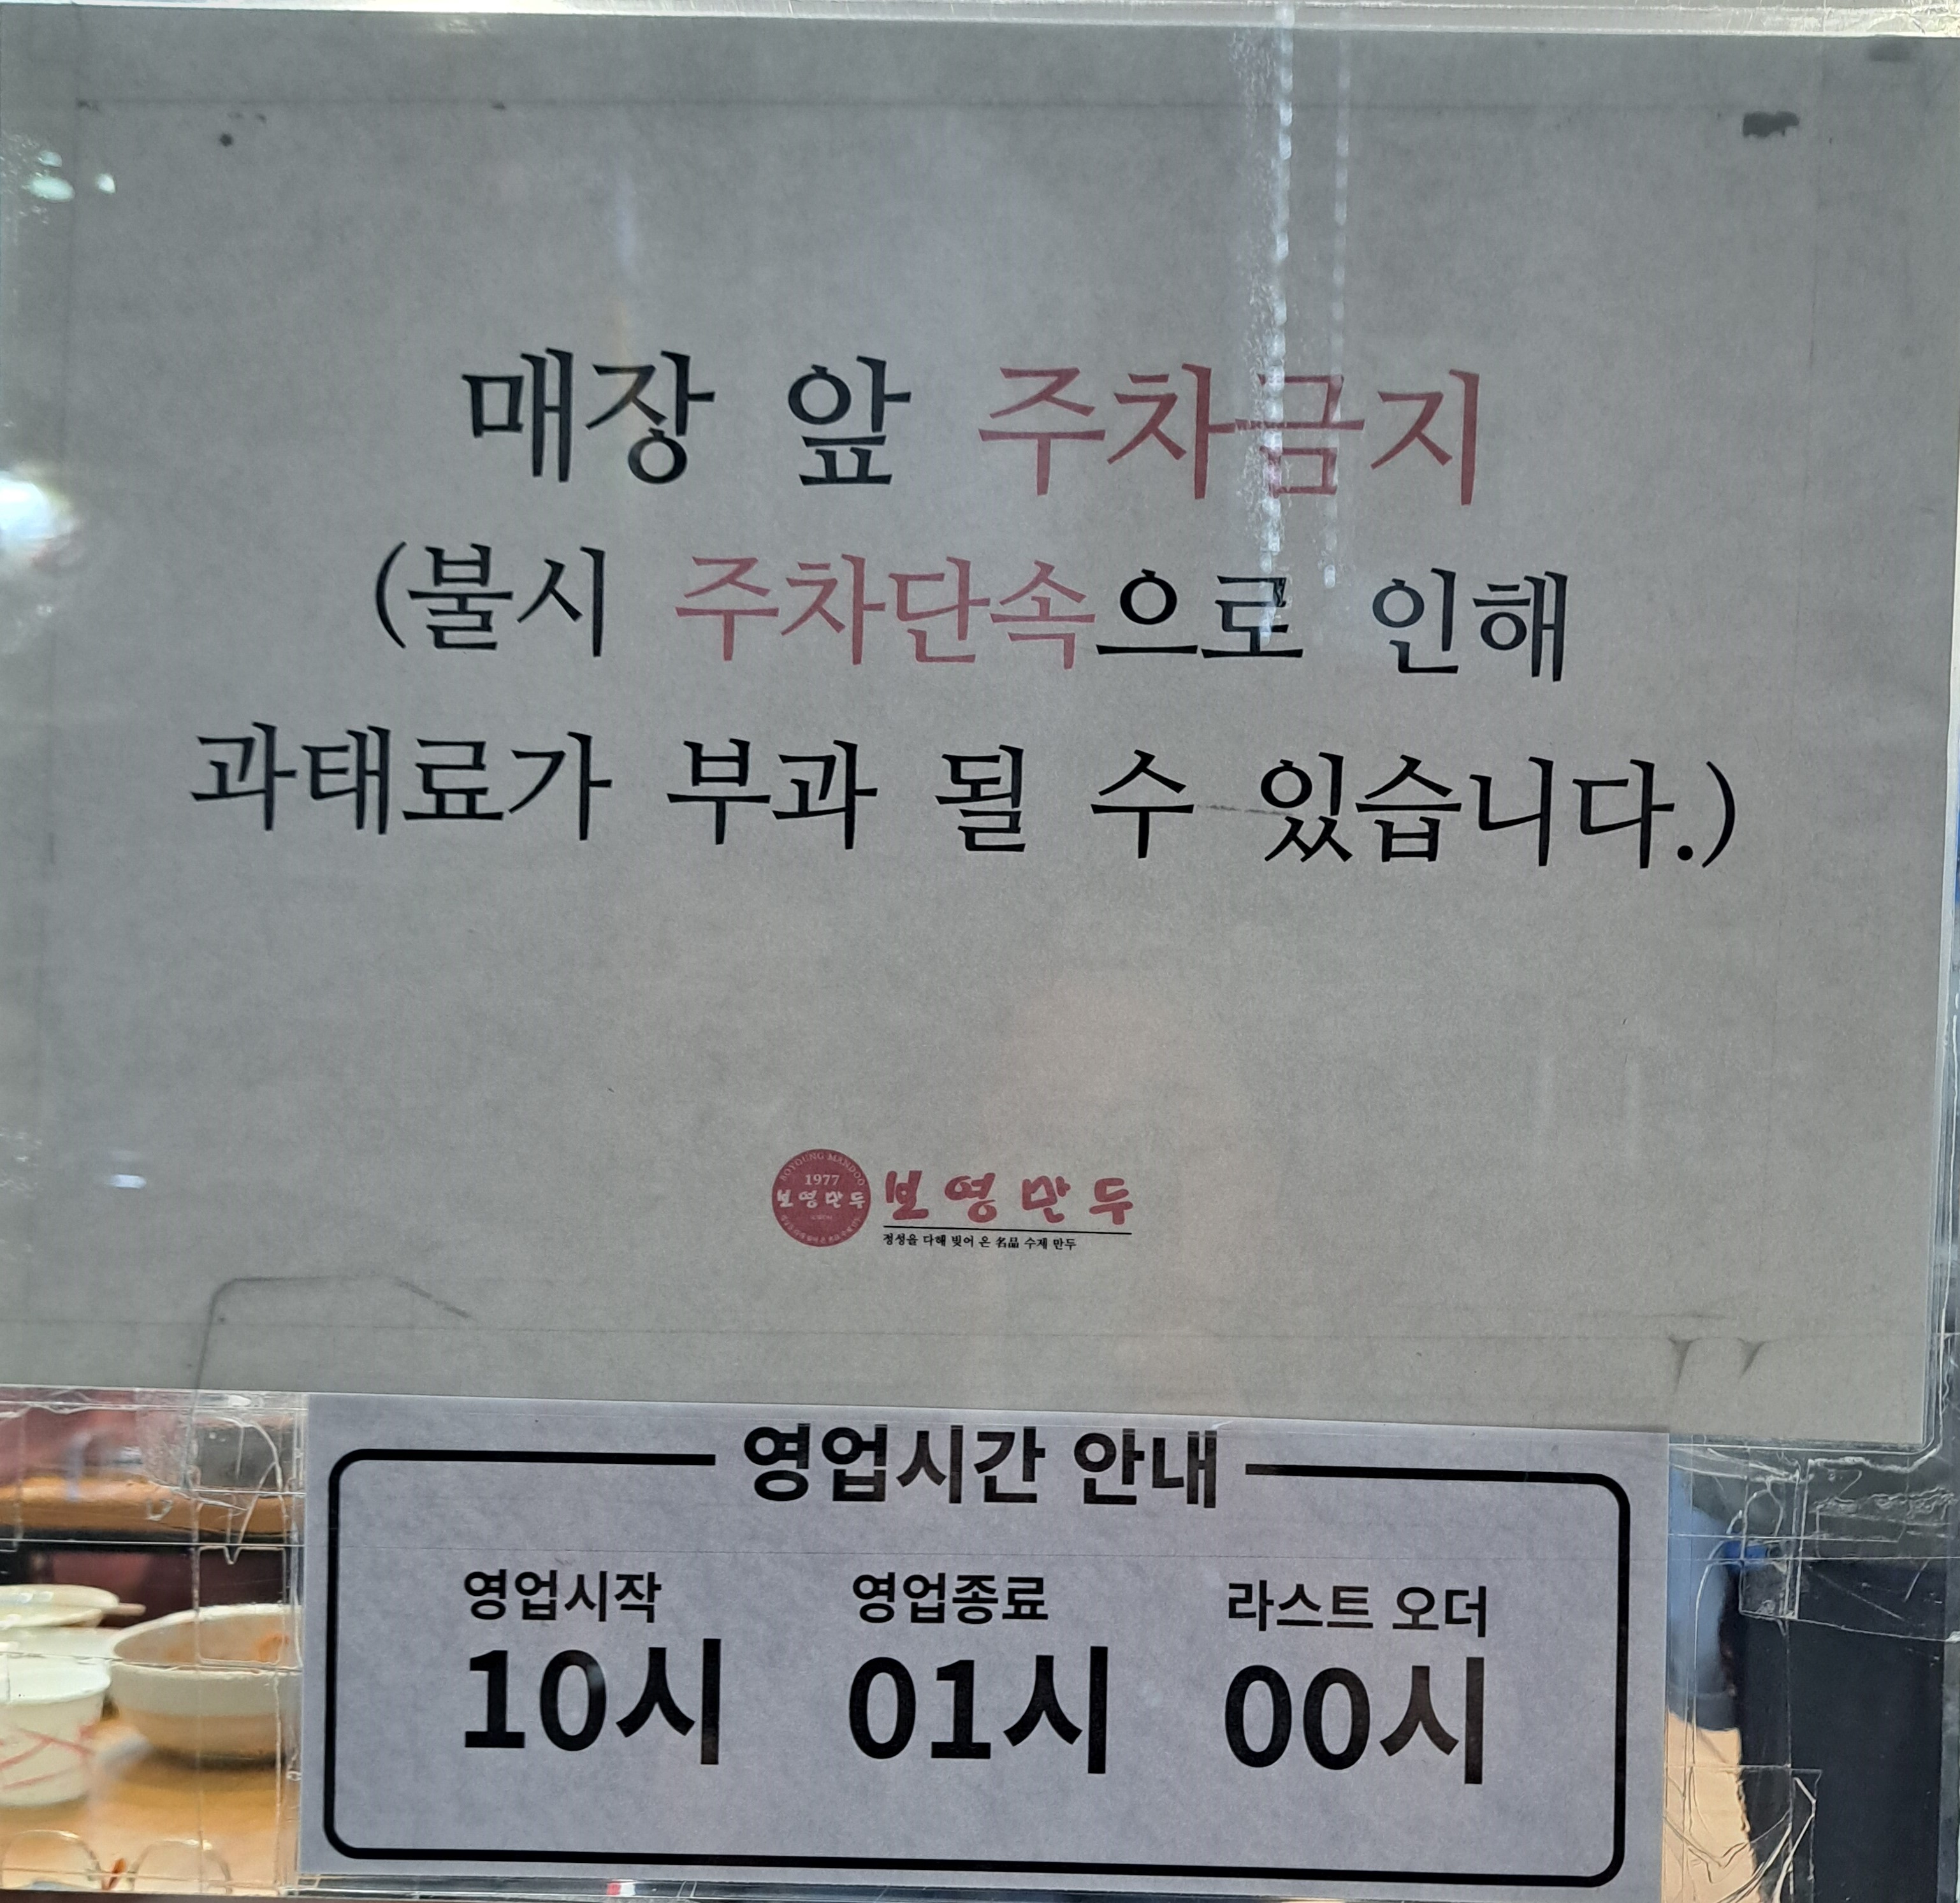 매장 앞 주차금지
(불시 주차단속으로 인해
과태료가 부과 될 수 있습니다.)
BOYOUNG MANDOO
1977
보영만두
보영만두
정성을 다해 빚어 온 名品 수제 만두
영업시간 안내
영업시작 영업종료 라스트 오더
10시 01시 00시